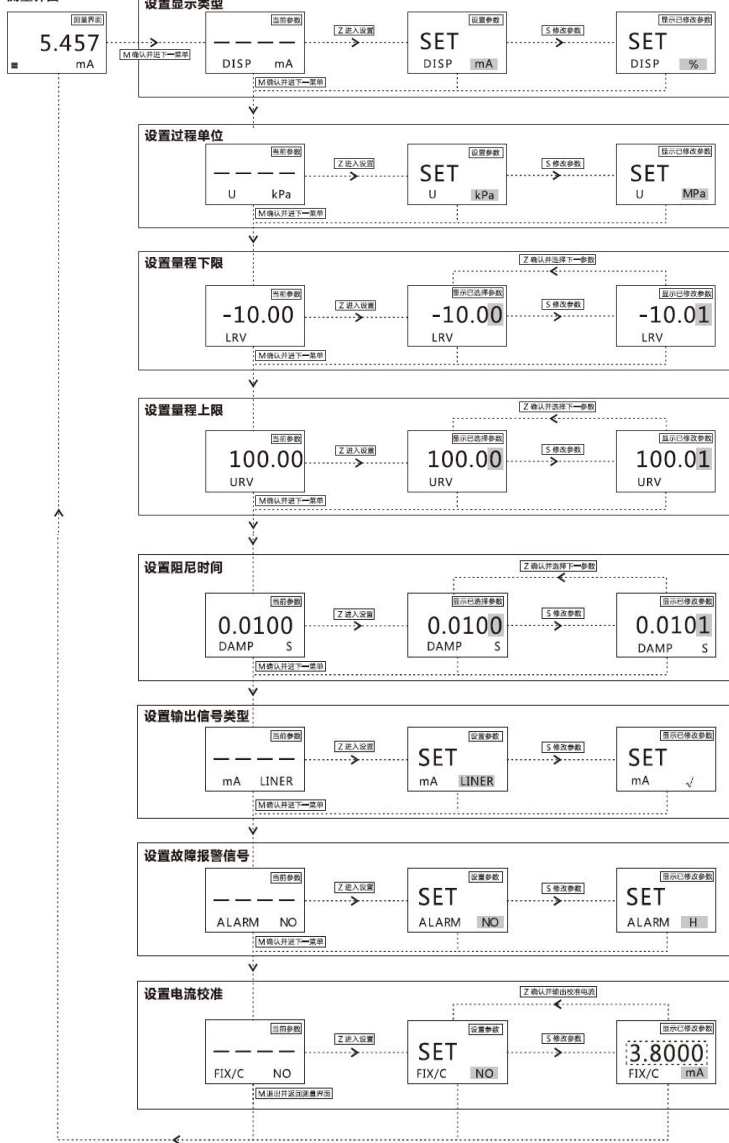 测量界面
测量界面
5.457
mA
M 确认并进下一菜单
设置显示类型
当前参数
— — — —
DISP mA
Z 进入设置
设置参数
SET
DISP mA
S 修改参数
显示已修改参数
SET
DISP %
M 确认并进下一菜单
设置过程单位
当前参数
— — — —
U kPa
Z 进入设置
设置参数
SET
U kPa
S 修改参数
显示已修改参数
SET
U MPa
M 确认并进下一菜单
设置量程下限
Z 确认并选择下一参数
当前参数
-10.00
LRV
Z 进入设置
显示已选择参数
-10.00
LRV
S 修改参数
显示已修改参数
-10.01
LRV
M 确认并进下一菜单
设置量程上限
Z 确认并选择下一参数
当前参数
100.00
URV
Z 进入设置
显示已选择参数
100.00
URV
S 修改参数
显示已修改参数
100.01
URV
M 确认并进下一菜单
设置阻尼时间
Z 确认并选择下一参数
当前参数
0.0100
DAMP S
Z 进入设置
显示已选择参数
0.0100
DAMP S
S 修改参数
显示已修改参数
0.0101
DAMP S
M 确认并进下一菜单
设置输出信号类型
当前参数
— — — —
mA LINER
Z 进入设置
设置参数
SET
mA LINER
S 修改参数
显示已修改参数
SET
mA √
M 确认并进下一菜单
设置故障报警信号
当前参数
— — — —
ALARM NO
Z 进入设置
设置参数
SET
ALARM NO
S 修改参数
显示已修改参数
SET
ALARM H
M 确认并进下一菜单
设置电流校准
Z 确认并输出校准电流
当前参数
— — — —
FIX/C NO
Z 进入设置
设置参数
SET
FIX/C NO
S 修改参数
显示已修改参数
3.8000
FIX/C mA
M 退出并返回测量界面